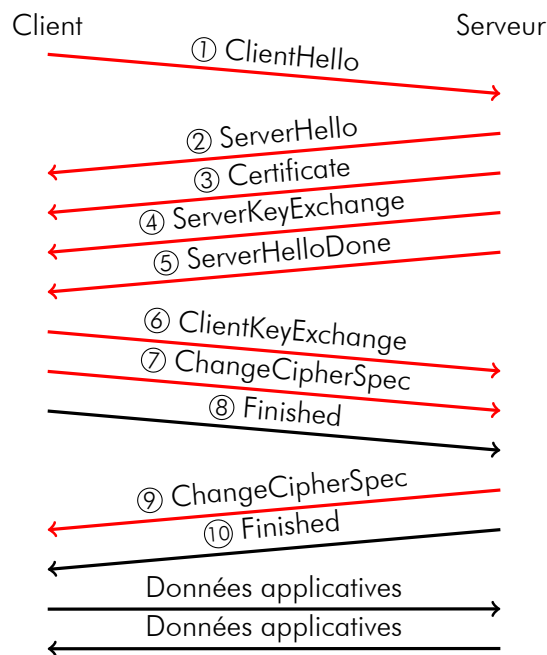 Client
Serveur
① ClientHello
② ServerHello
③ Certificate
④ ServerKeyExchange
⑤ ServerHelloDone
⑥ ClientKeyExchange
⑦ ChangeCipherSpec
⑧ Finished
⑨ ChangeCipherSpec
⑩ Finished
Données applicatives
Données applicatives